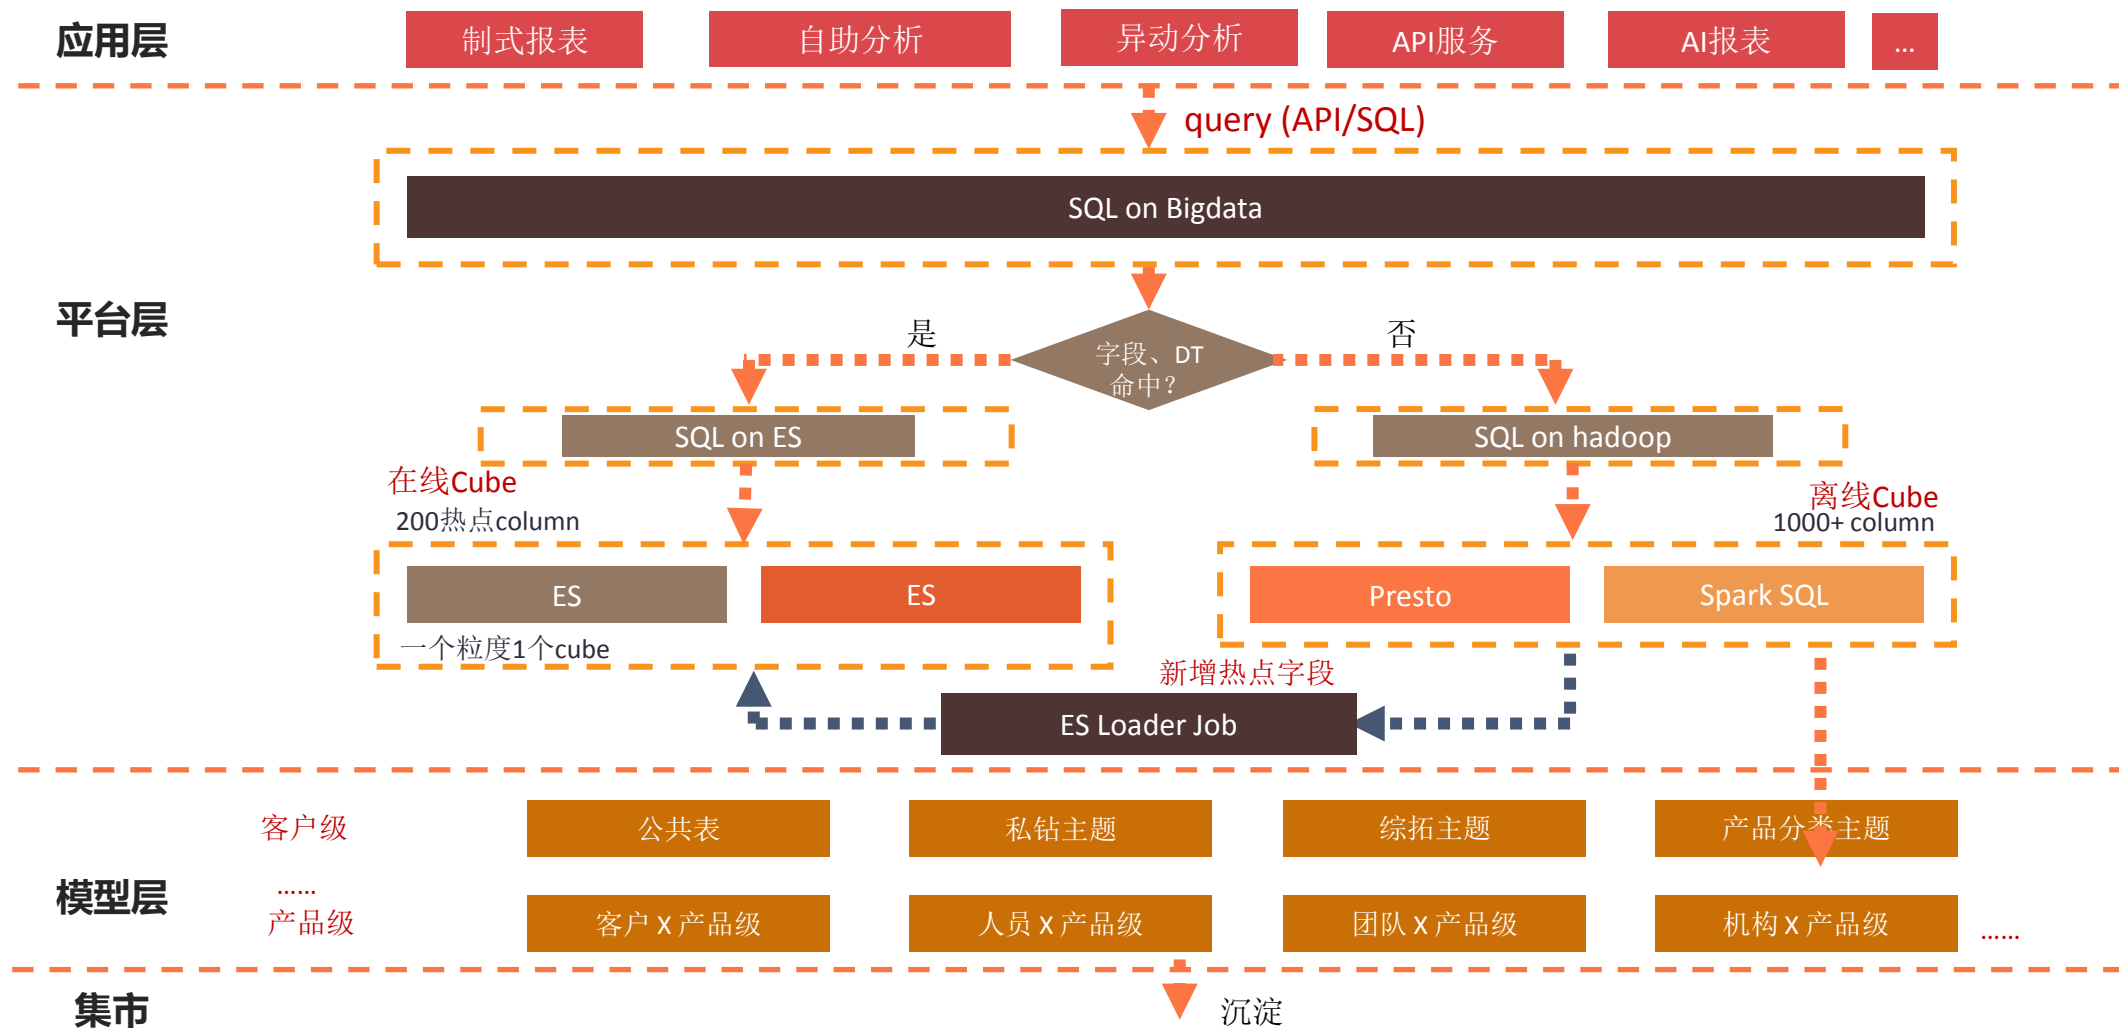 应用层
制式报表
自助分析
异动分析
API服务
AI报表
...
query (API/SQL)
SQL on Bigdata
平台层
是
字段、DT
命中?
否
SQL on ES
SQL on hadoop
在线Cube
200热点column
离线Cube
1000+ column
ES
ES
Presto
Spark SQL
一个粒度1个cube
新增热点字段
ES Loader Job
客户级
公共表
私钻主题
综拓主题
产品分类主题
模型层
......
产品级
客户 X 产品级
人员 X 产品级
团队 X 产品级
机构 X 产品级
......
集市
沉淀